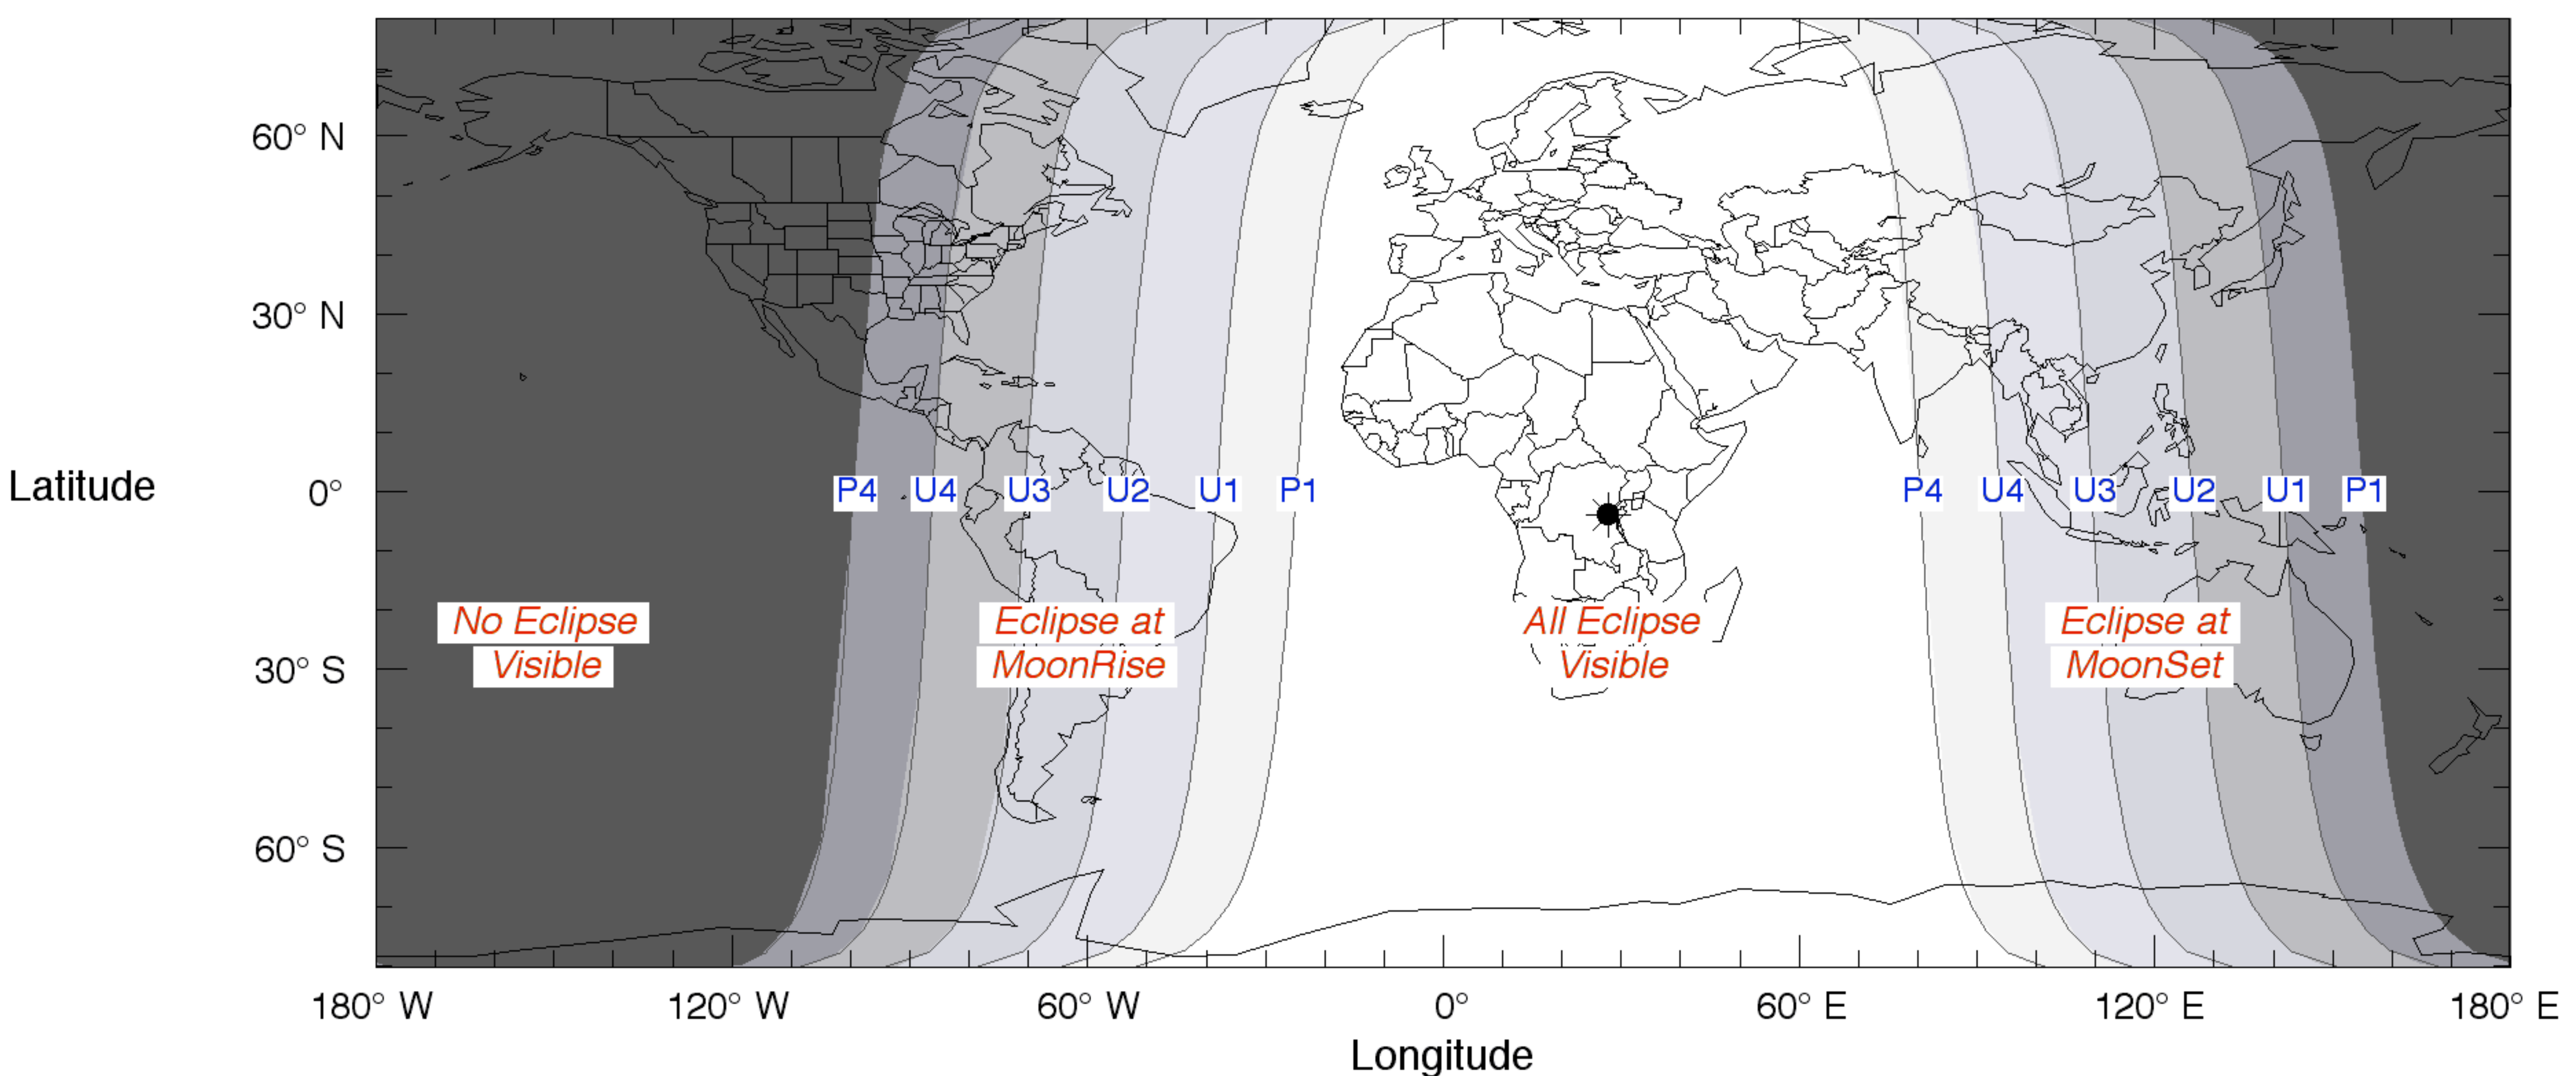 60° N
30° N
Latitude
0°
P4 U4 U3 U2 U1 P1 P4 U4 U3 U2 U1 P1
No Eclipse
Visible
Eclipse at
MoonRise
All Eclipse
Visible
Eclipse at
MoonSet
30° S
60° S
180° W 120° W 60° W 0° 60° E 120° E 180° E
Longitude